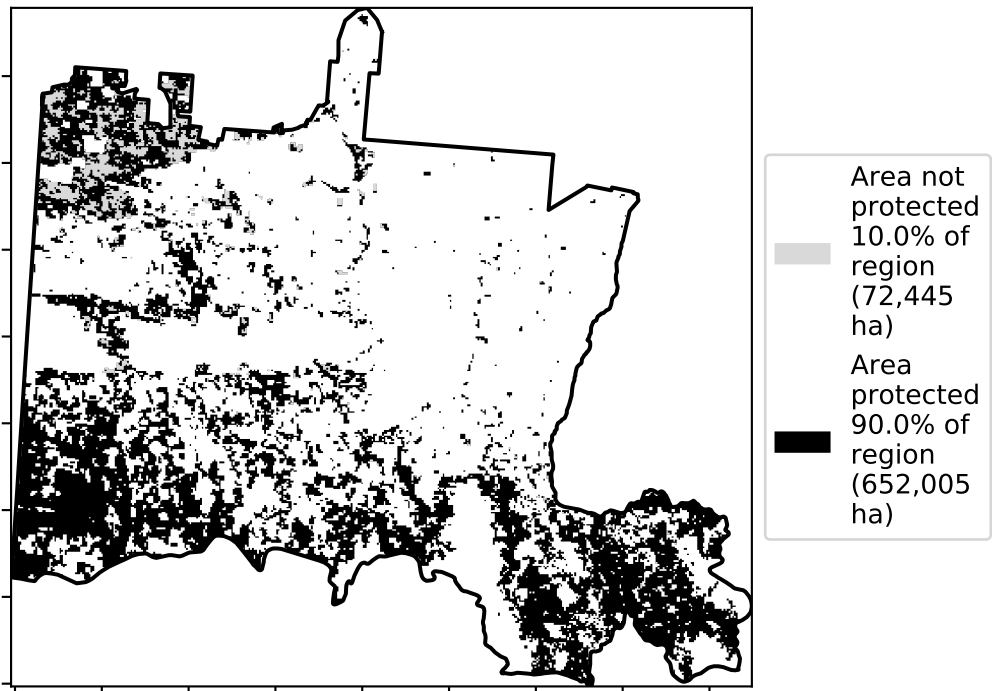 Area not
protected
10.0% of
region
(72,445
ha)
Area
protected
90.0% of
region
(652,005
ha)